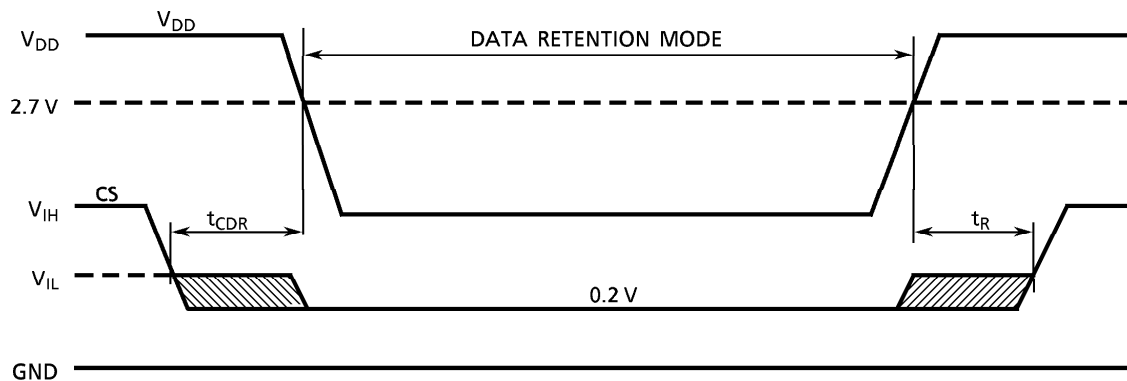 VDD
VDD
DATA RETENTION MODE
2.7 V
CS
VIH
tCDR
tR
VIL
0.2 V
GND